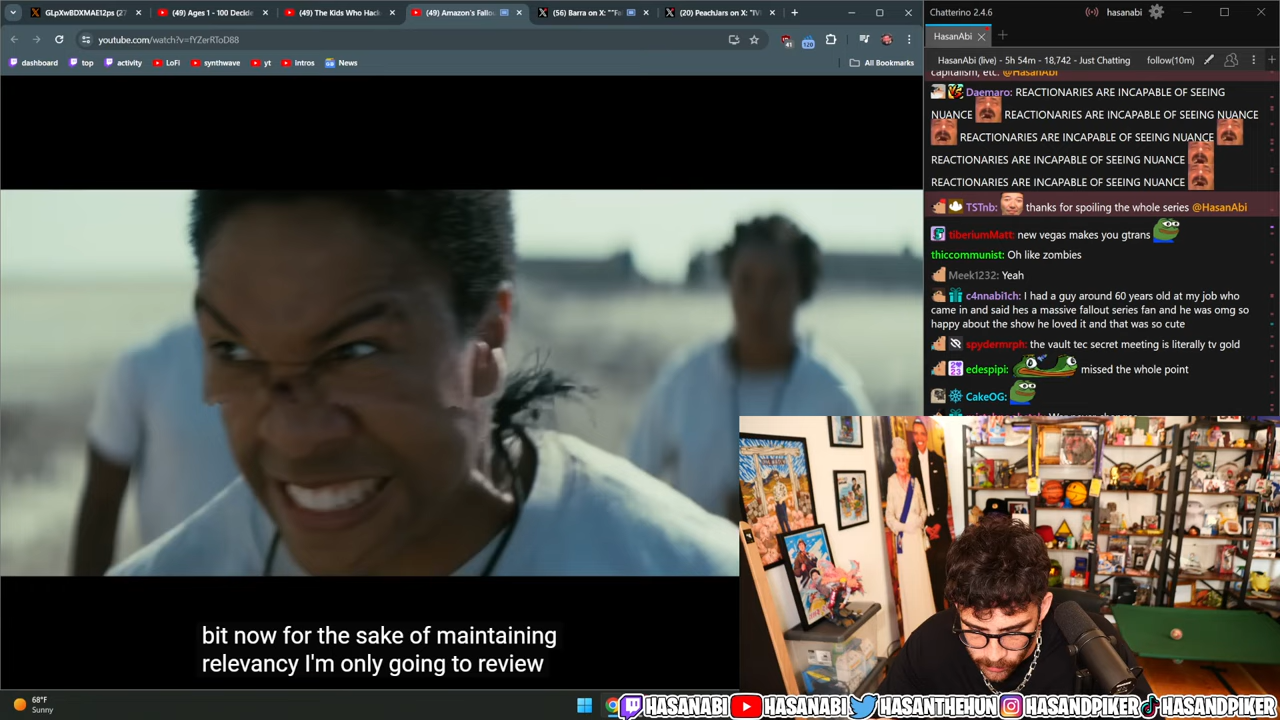 GLpXwBDXMAE12ps (27
(49) Ages 1 - 100 Decide
(49) The Kids Who Hack
(49) Amazon's Fallo
(56) Barra on X: ""Fe
(20) PeachJars on X: "IV
youtube.com/watch?v=fYZerRToD88
41
120
dashboard
top
activity
LoFi
synthwave
yt
intros
News
All Bookmarks
bit now for the sake of maintaining
relevancy I'm only going to review
Chatterino 2.4.6
hasanabi
HasanAbi
HasanAbi (live) - 5h 54m - 18,742 - Just Chatting
follow(10m)
capitalism, etc. @HasanAbi
Daemaro: REACTIONARIES ARE INCAPABLE OF SEEING
NUANCE REACTIONARIES ARE INCAPABLE OF SEEING NUANCE
REACTIONARIES ARE INCAPABLE OF SEEING NUANCE
REACTIONARIES ARE INCAPABLE OF SEEING NUANCE
REACTIONARIES ARE INCAPABLE OF SEEING NUANCE
TSTnb: thanks for spoiling the whole series @HasanAbi
tiberiumMatt: new vegas makes you gtrans
thiccommunist: Oh like zombies
Meek1232: Yeah
c4nnabi1ch: I had a guy around 60 years old at my job who
came in and said hes a massive fallout series fan and he was omg so
happy about the show he loved it and that was so cute
spydermrph: the vault tec secret meeting is literally tv gold
edespipi: missed the whole point
CakeOG:
68°F
Sunny
HASANABI
HASANABI
HASANTHEHUN
HASANDPIKER
HASANDPIKER